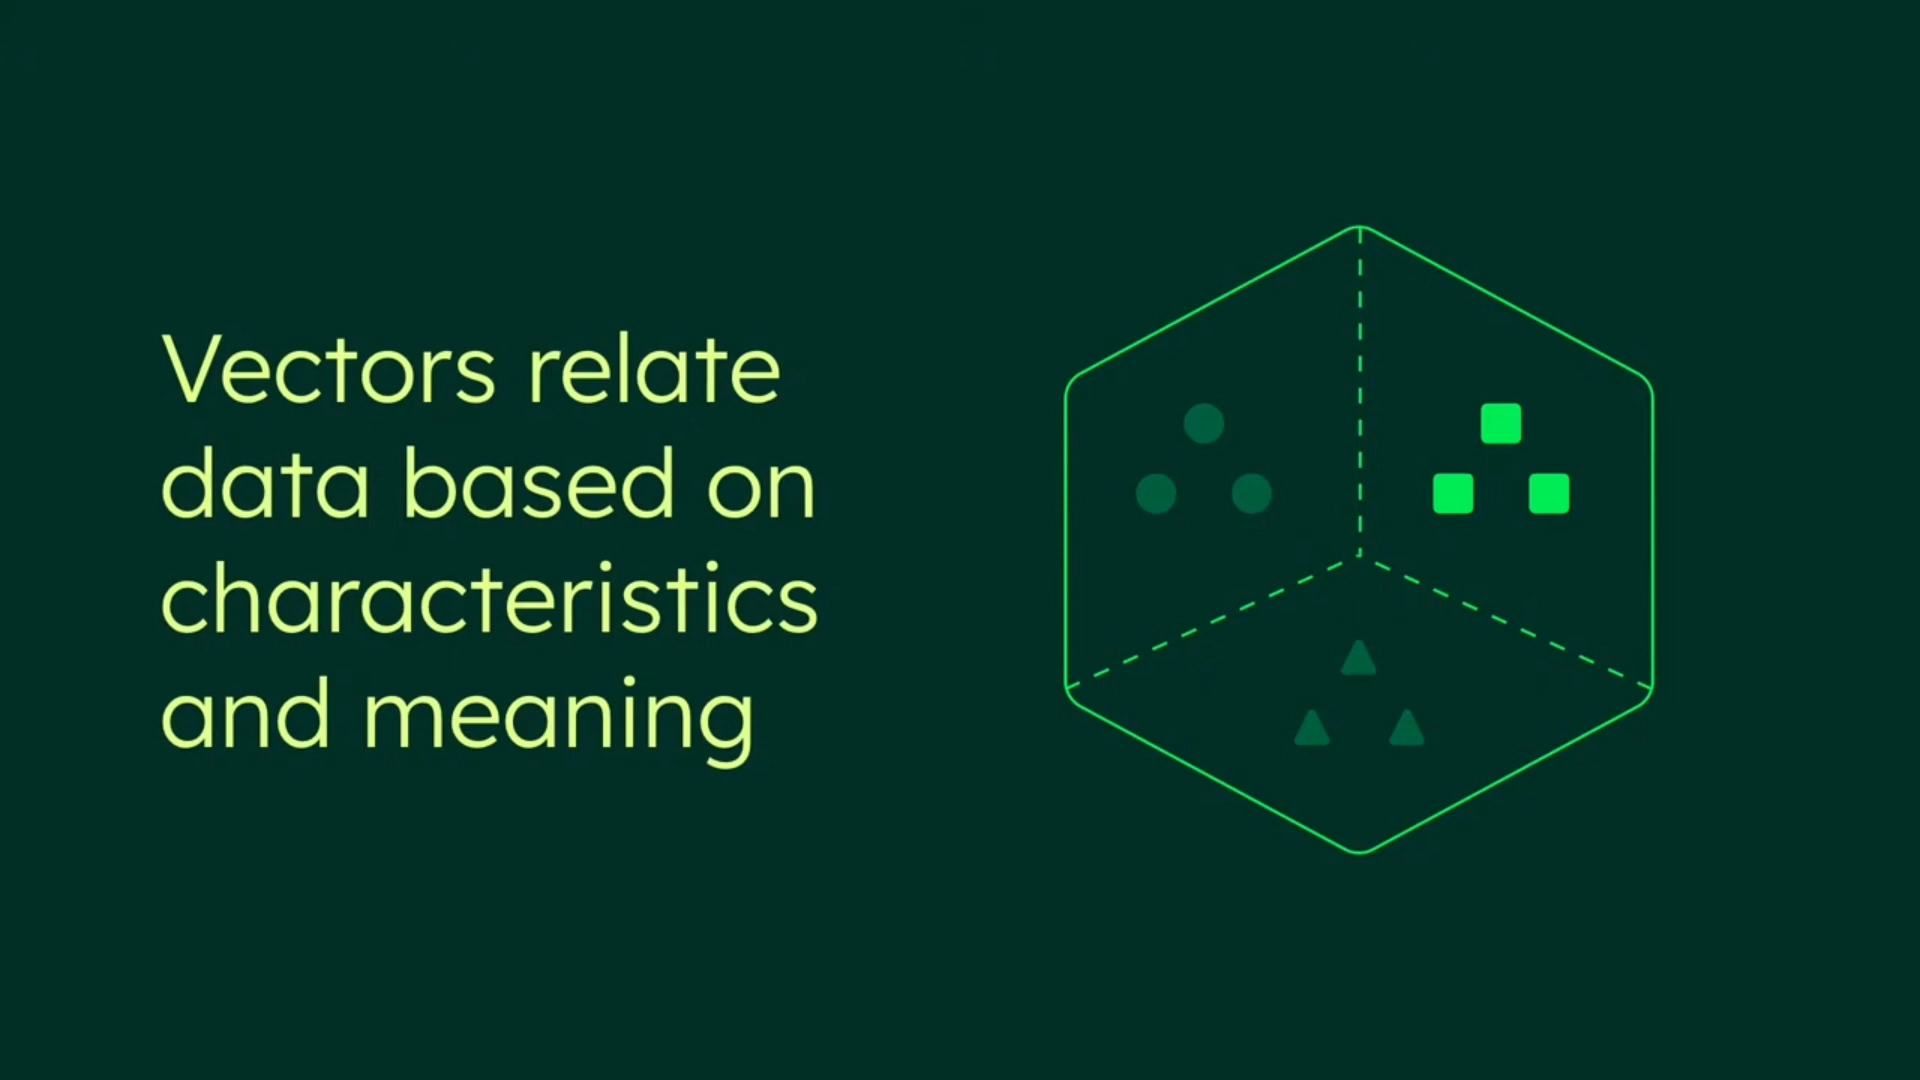 Vectors relate
data based on
characteristics
and meaning